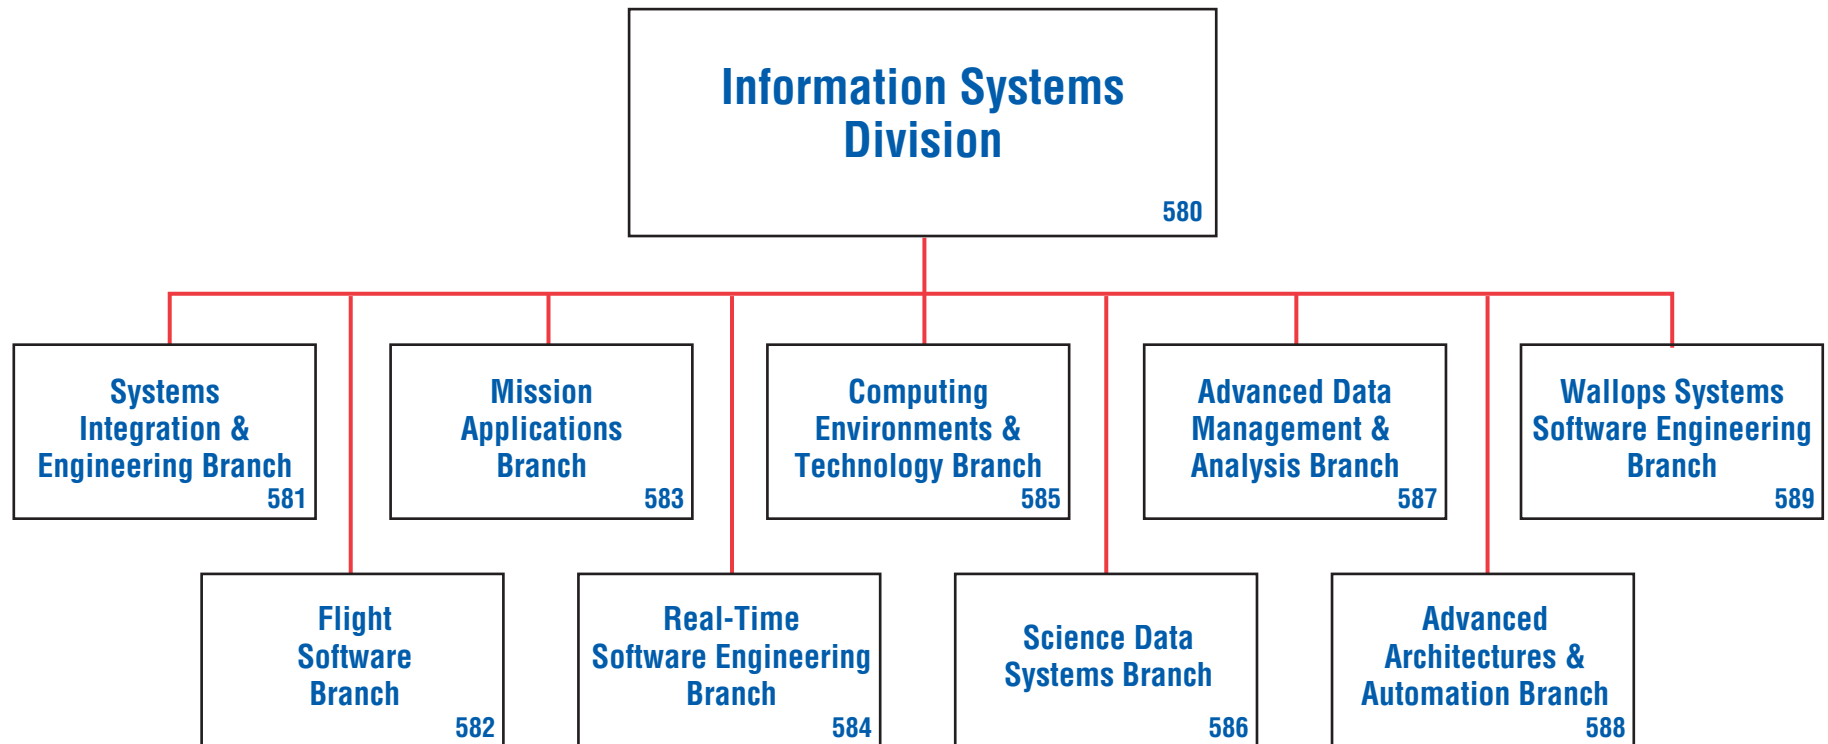 Information Systems
Division
580
Systems
Integration &
Engineering Branch
581
Mission
Applications
Branch
583
Computing
Environments &
Technology Branch
585
Advanced Data
Management &
Analysis Branch
587
Wallops Systems
Software Engineering
Branch
589
Flight
Software
Branch
582
Real-Time
Software Engineering
Branch
584
Science Data
Systems Branch
586
Advanced
Architectures &
Automation Branch
588